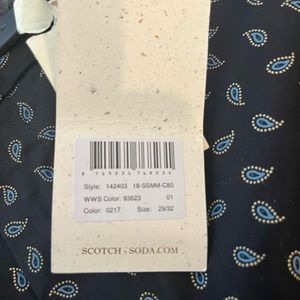 Style: 142403 18-SSMM-C80
WWS Color: 93623 01
Color: 0217 Size: 29/32
SCOTCH - SODA.COM